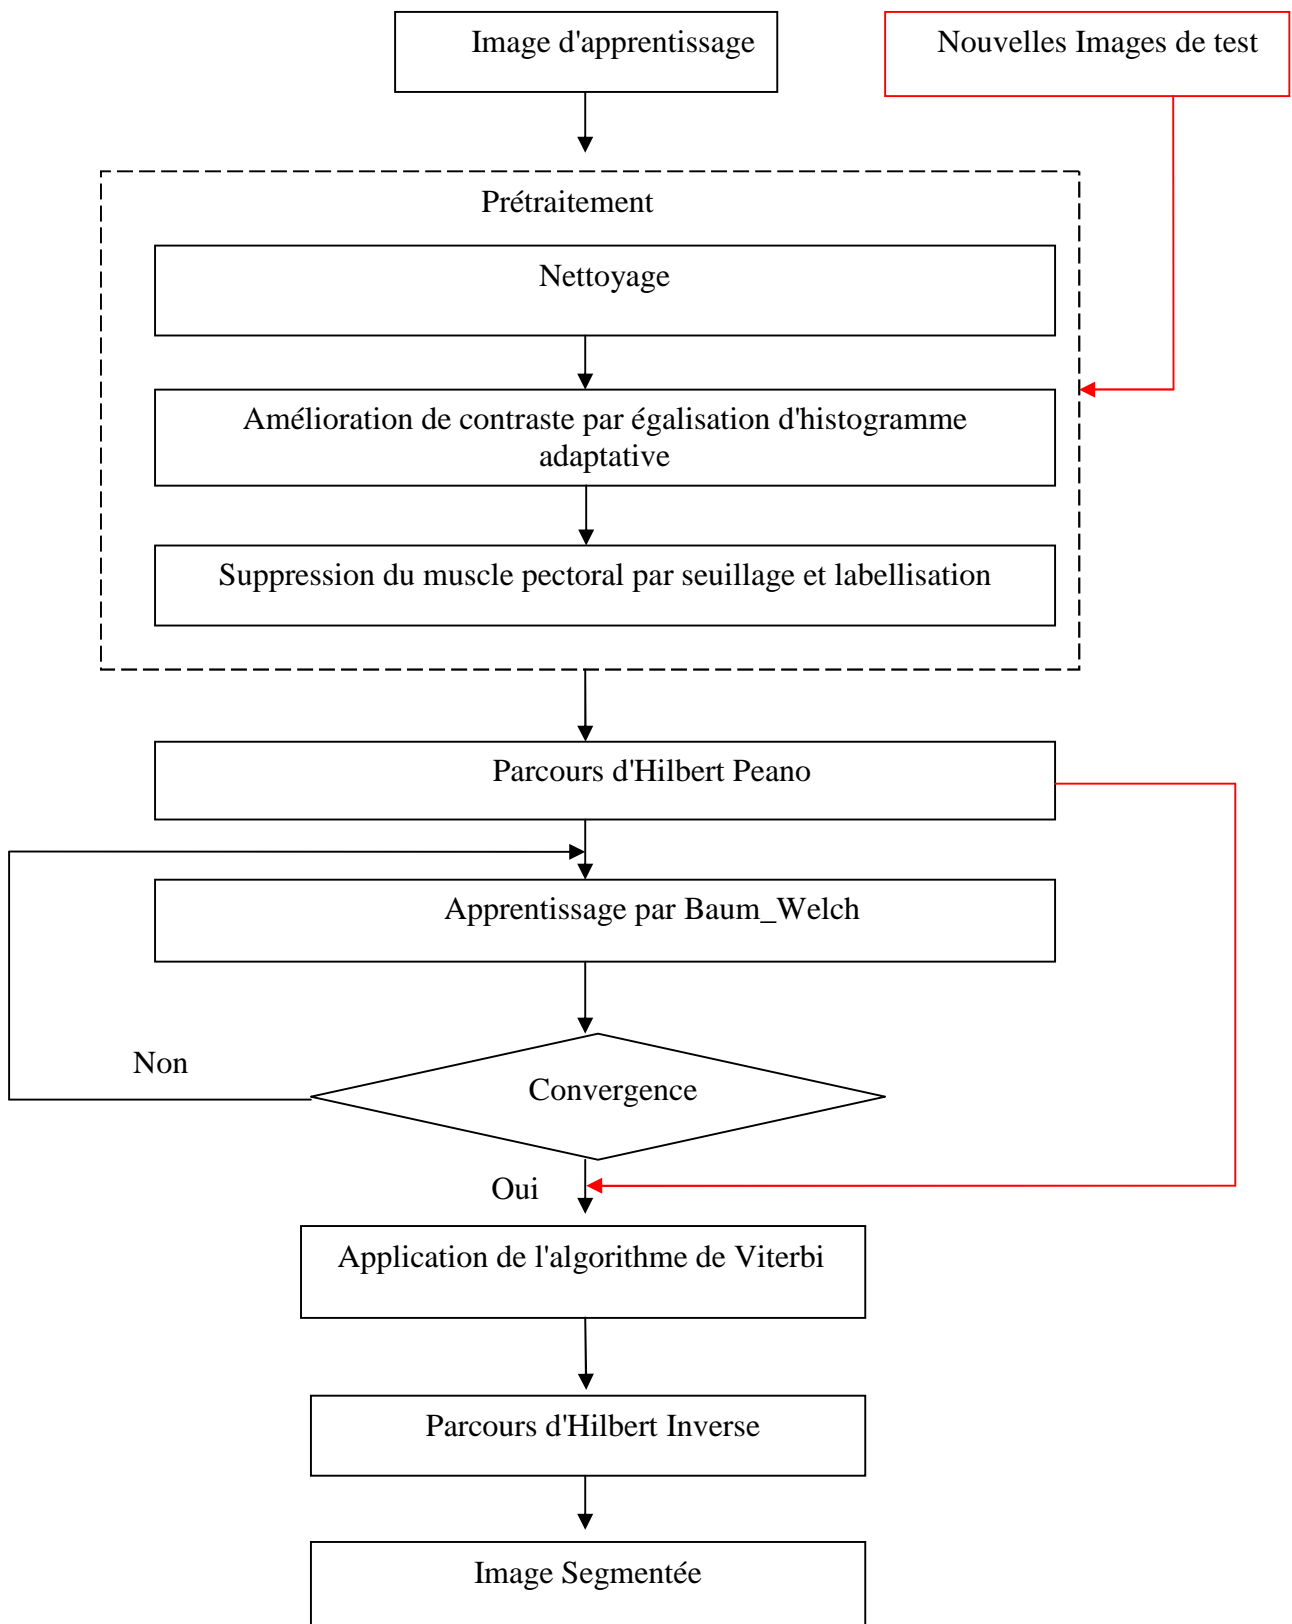 Image d'apprentissage
Nouvelles Images de test
Prétraitement
Nettoyage
Amélioration de contraste par égalisation d'histogramme
adaptative
Suppression du muscle pectoral par seuillage et labellisation
Parcours d'Hilbert Peano
Apprentissage par Baum_Welch
Non
Convergence
Oui
Application de l'algorithme de Viterbi
Parcours d'Hilbert Inverse
Image Segmentée